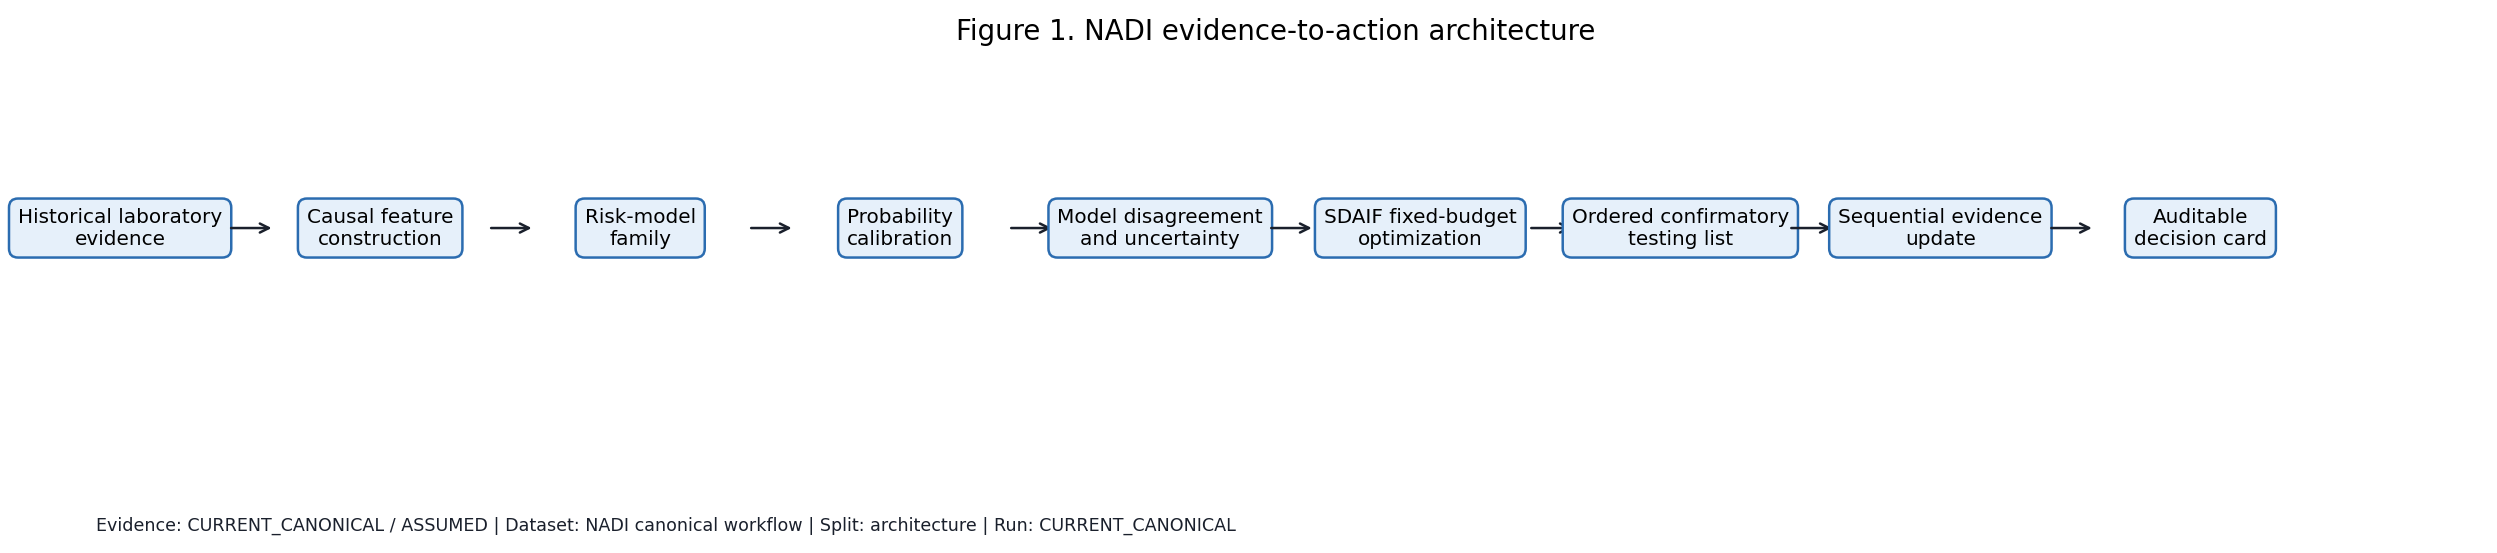 Figure 1. NADI evidence-to-action architecture
Historical laboratory
evidence
Causal feature
construction
Risk-model
family
Probability
calibration
Model disagreement
and uncertainty
SDAIF fixed-budget
optimization
Ordered confirmatory
testing list
Sequential evidence
update
Auditable
decision card
Evidence: CURRENT_CANONICAL / ASSUMED | Dataset: NADI canonical workflow | Split: architecture | Run: CURRENT_CANONICAL